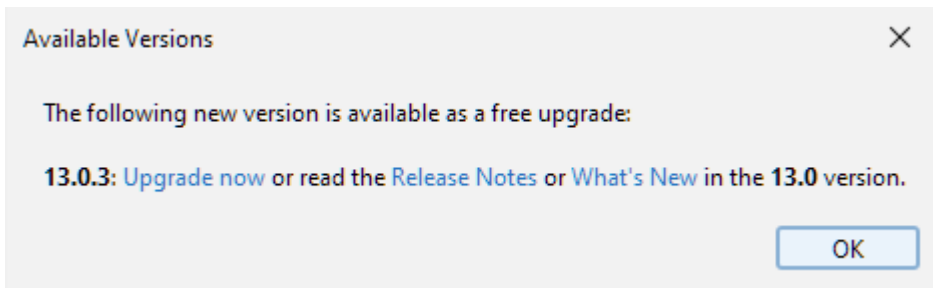 Available Versions
The following new version is available as a free upgrade:
13.0.3: Upgrade now or read the Release Notes or What's New in the 13.0 version.
OK